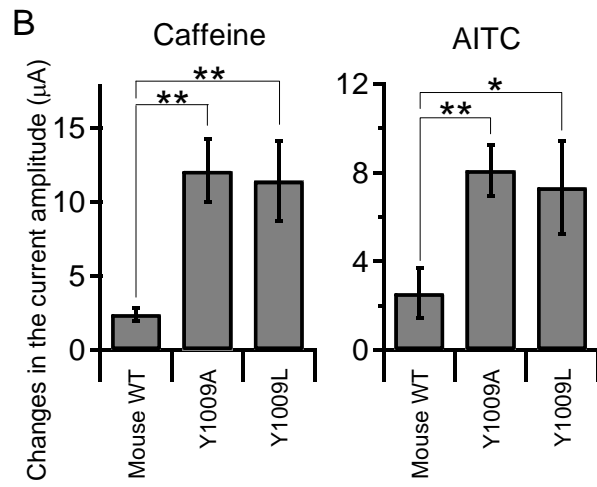 B
Caffeine
AITC
Changes in the current amplitude (μA)
**
**
15
10
5
0
Mouse WT
Y1009A
Y1009L
*
**
12
8
4
0
Mouse WT
Y1009A
Y1009L